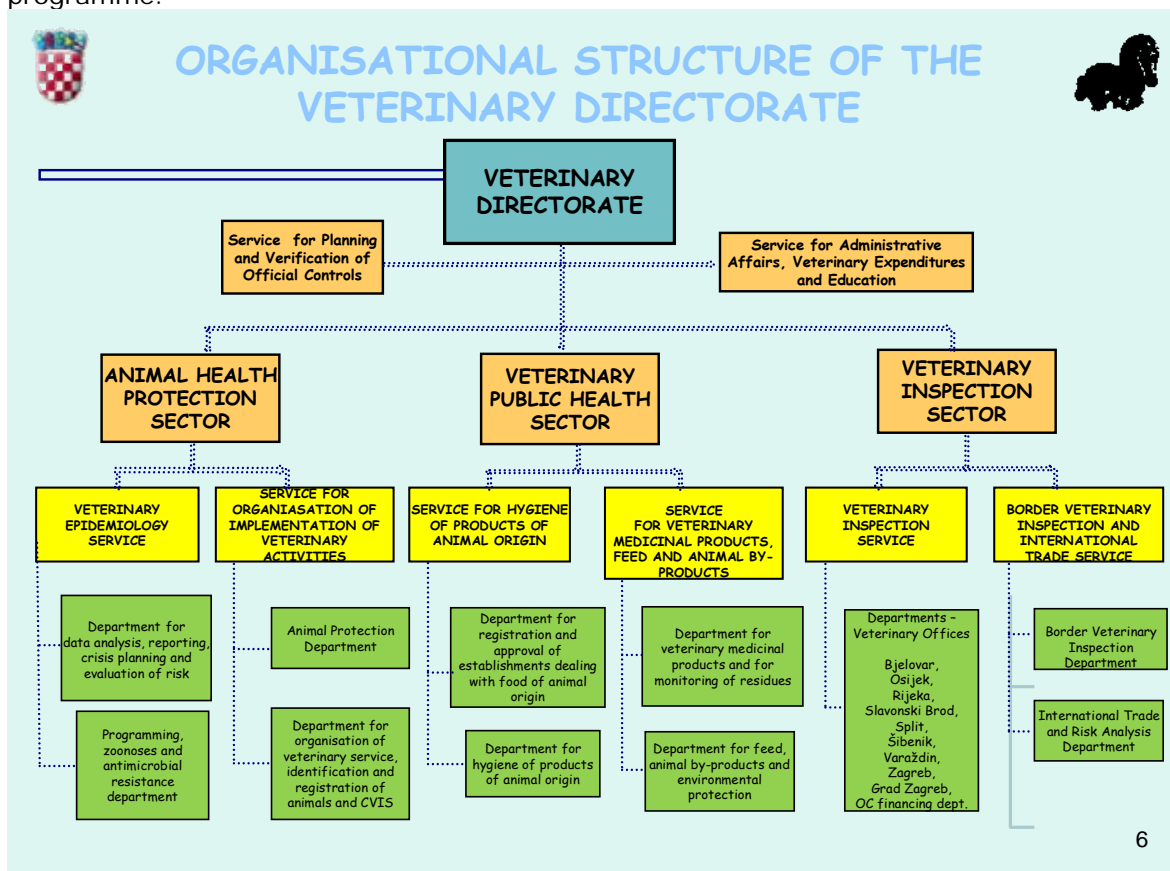 programme.
ORGANISATIONAL STRUCTURE OF THE
VETERINARY DIRECTORATE
VETERINARY
DIRECTORATE
Service for Planning
and Verification of
Official Controls
Service for Administrative
Affairs, Veterinary Expenditures
and Education
ANIMAL HEALTH
PROTECTION
SECTOR
VETERINARY
PUBLIC HEALTH
SECTOR
VETERINARY
INSPECTION
SECTOR
VETERINARY
EPIDEMIOLOGY
SERVICE
SERVICE FOR
ORGANIASATION OF
IMPLEMENTATION OF
VETERINARY
ACTIVITIES
SERVICE FOR HYGIENE
OF PRODUCTS OF
ANIMAL ORIGIN
SERVICE
FOR VETERINARY
MEDICINAL PRODUCTS,
FEED AND ANIMAL BY-
PRODUCTS
VETERINARY
INSPECTION
SERVICE
BORDER VETERINARY
INSPECTION AND
INTERNATIONAL
TRADE SERVICE
Department for
data analysis, reporting,
crisis planning and
evaluation of risk
Animal Protection
Department
Department for
registration and
approval of
establishments dealing
with food of animal
origin
Department for
veterinary medicinal
products and for
monitoring of residues
Departments –
Veterinary Offices
Bjelovar,
Osijek,
Rijeka,
Slavonski Brod,
Split,
Šibenik,
Varaždin,
Zagreb,
Grad Zagreb,
OC financing dept.
Border Veterinary
Inspection
Department
Programming,
zoonoses and
antimicrobial
resistance
department
Department for
organisation of
veterinary service,
identification and
registration of
animals and CVIS
Department for
hygiene of products
of animal origin
Department for feed,
animal by-products and
environmental
protection
International Trade
and Risk Analysis
Department
6